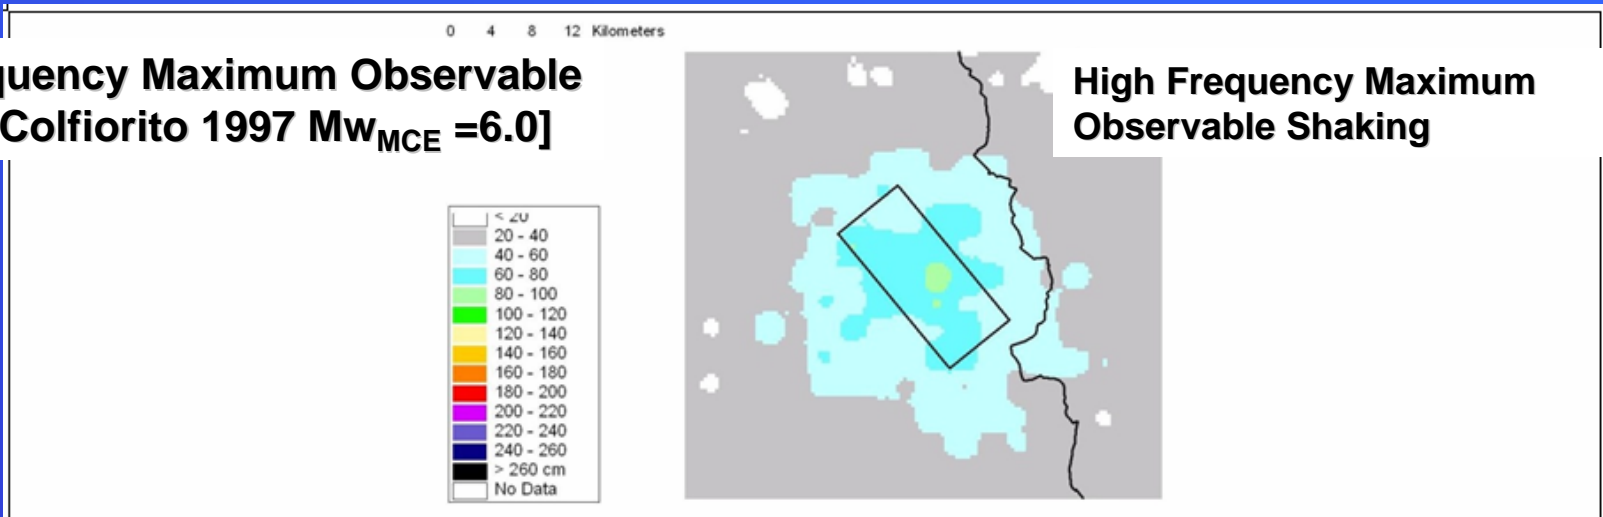 0 4 8 12 Kilometers
quency Maximum Observable
Colfiorito 1997 MwMCE =6.0]
High Frequency Maximum
Observable Shaking
< 20
20 - 40
40 - 60
60 - 80
80 - 100
100 - 120
120 - 140
140 - 160
160 - 180
180 - 200
200 - 220
220 - 240
240 - 260
> 260 cm
No Data